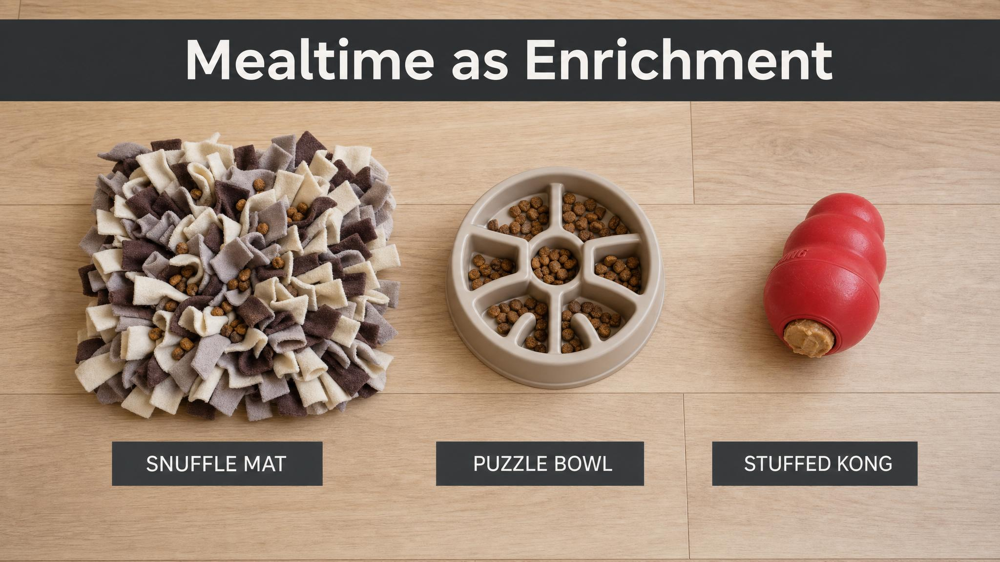 Mealtime as Enrichment
SNUFFLE MAT
PUZZLE BOWL
STUFFED KONG